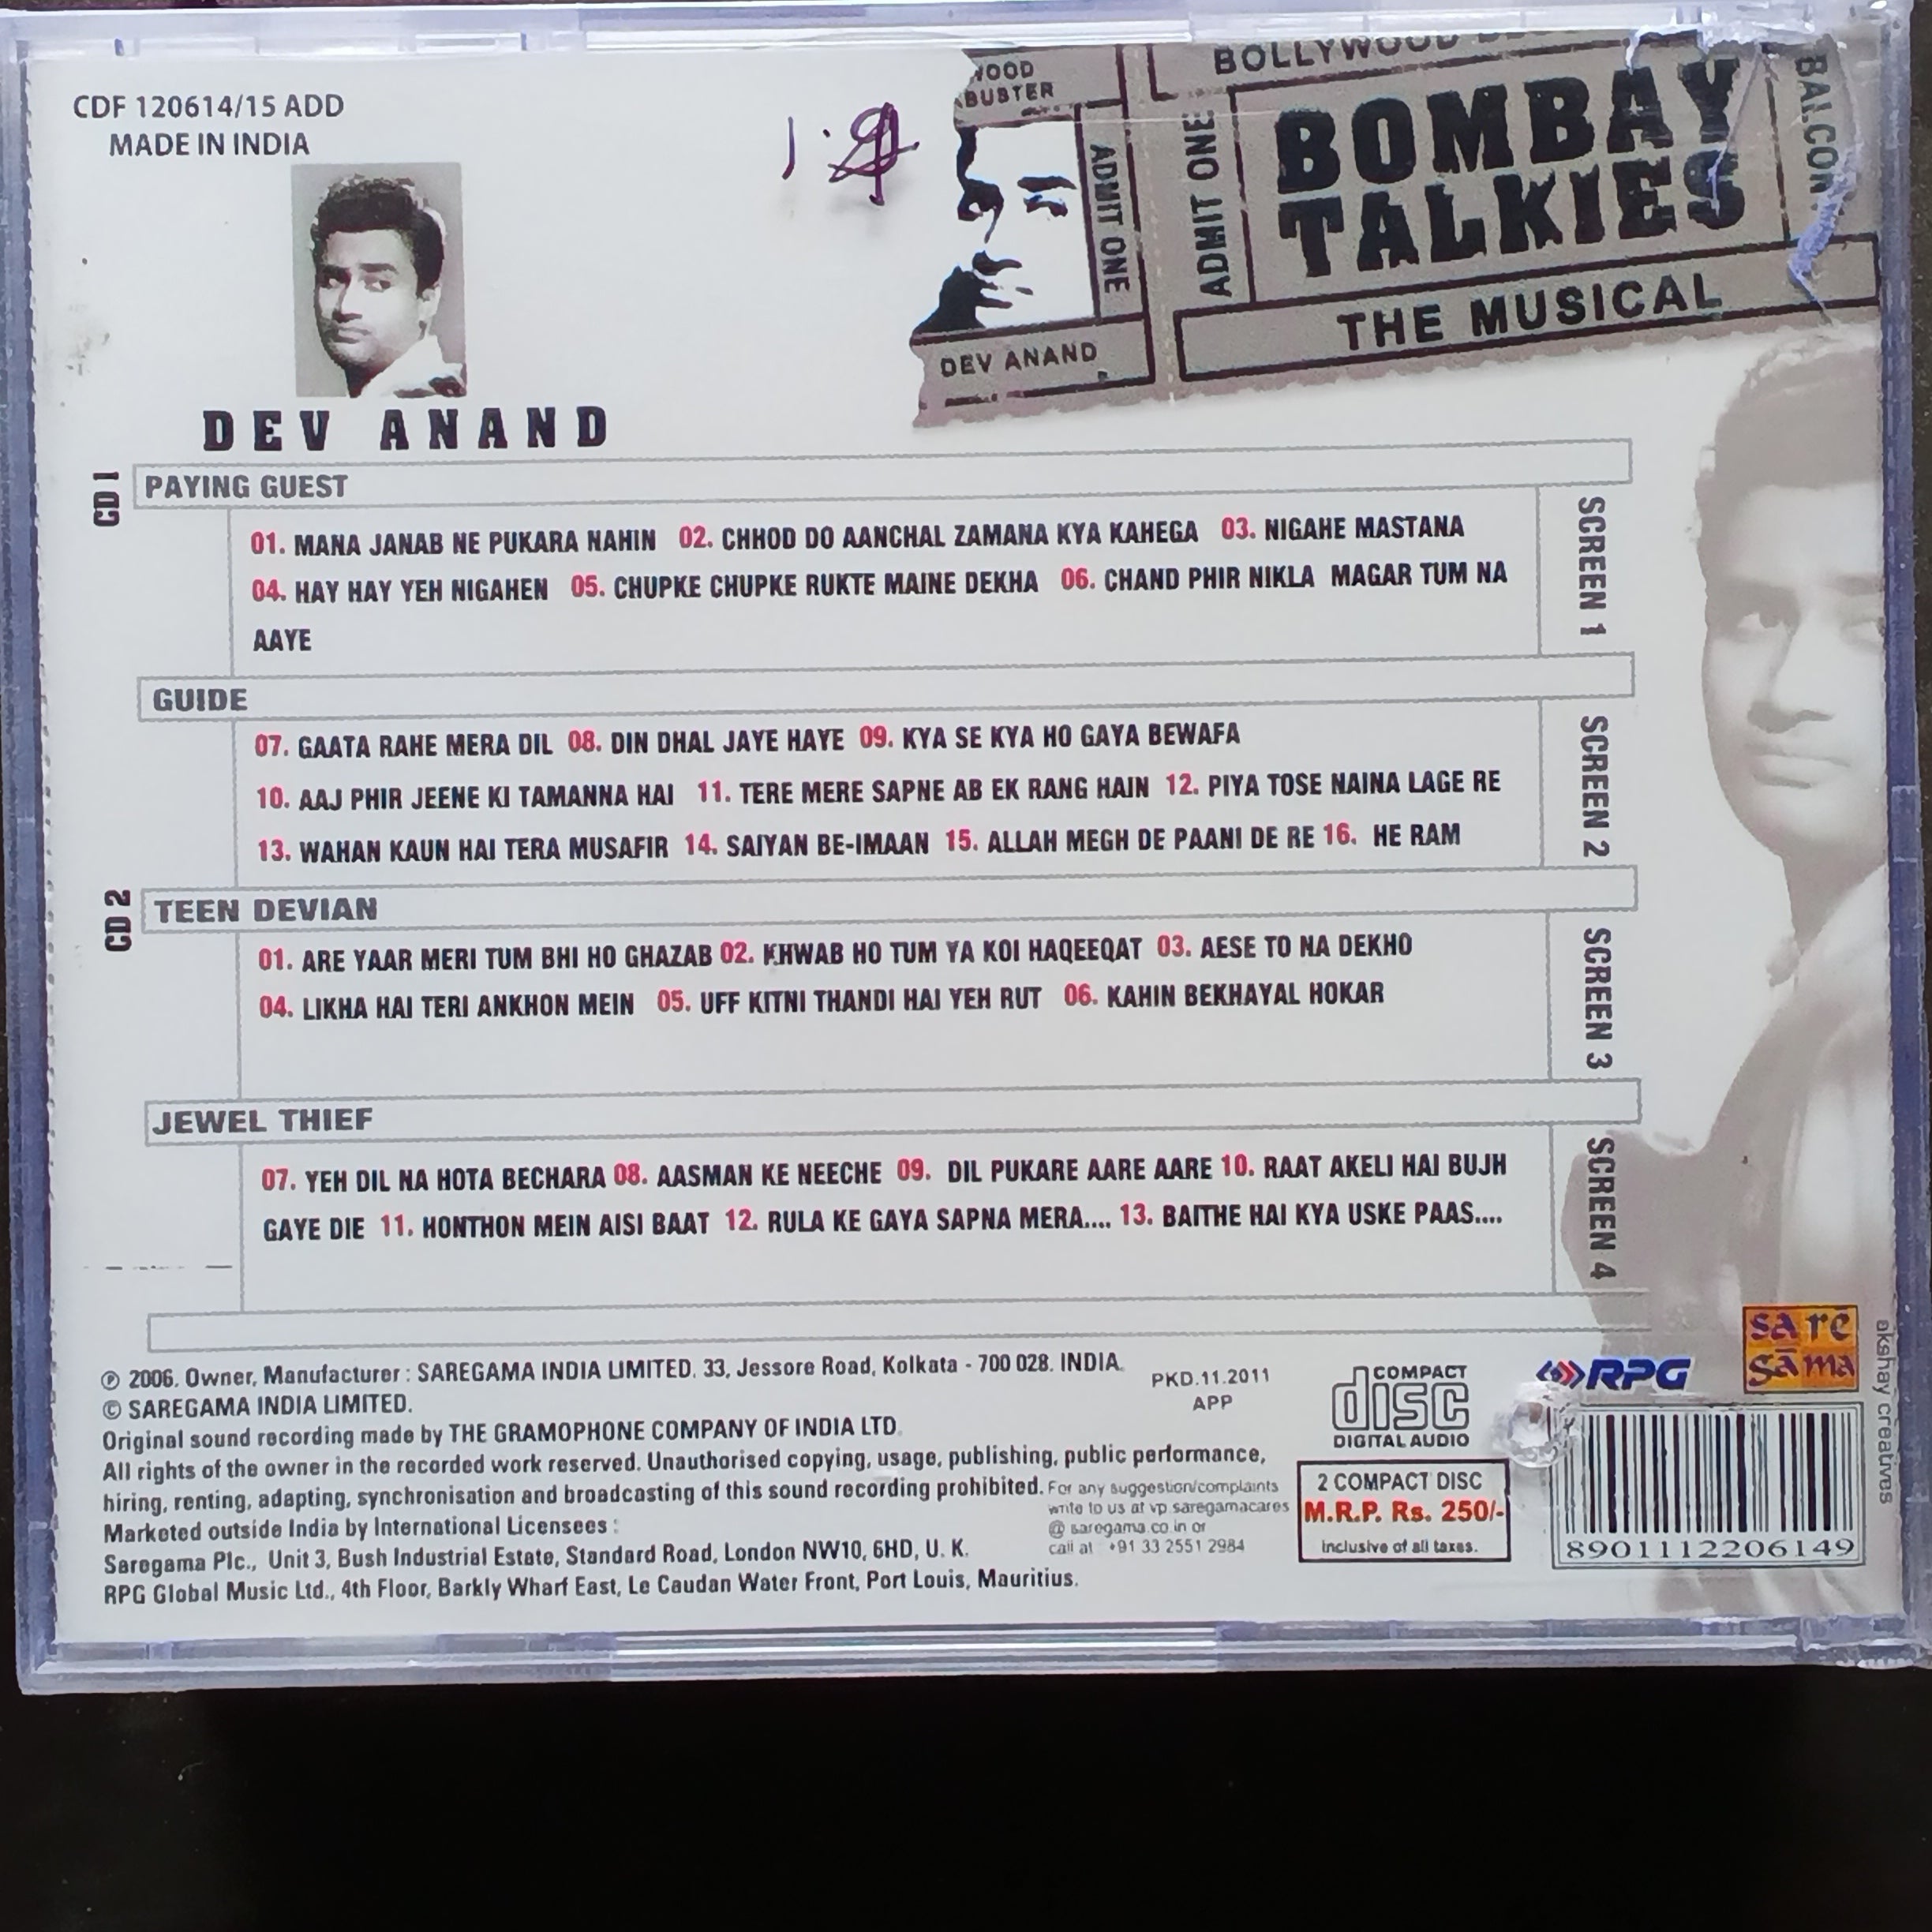 CDF 120614/15 ADD
MADE IN INDIA
WOOD
BUSTER
ADMIT ONE
DEV ANAND
BOLLYWOOD
ADMIT ONE
BOMBAY
TALKIES
THE MUSICAL
BALCON
DEV ANAND
CD 1
PAYING GUEST
01. MANA JANAB NE PUKARA NAHIN 02. CHHOD DO AANCHAL ZAMANA KYA KAHEGA 03. NIGAHE MASTANA
04. HAY HAY YEH NIGAHEN 05. CHUPKE CHUPKE RUKTE MAINE DEKHA 06. CHAND PHIR NIKLA MAGAR TUM NA
AAYE
SCREEN 1
GUIDE
07. GAATA RAHE MERA DIL 08. DIN DHAL JAYE HAYE 09. KYA SE KYA HO GAYA BEWAFA
10. AAJ PHIR JEENE KI TAMANNA HAI 11. TERE MERE SAPNE AB EK RANG HAIN 12. PIYA TOSE NAINA LAGE RE
13. WAHAN KAUN HAI TERA MUSAFIR 14. SAIYAN BE-IMAAN 15. ALLAH MEGH DE PAANI DE RE 16. HE RAM
SCREEN 2
CD 2
TEEN DEVIAN
01. ARE YAAR MERI TUM BHI HO GHAZAB 02. KHWAB HO TUM YA KOI HAQEEQAT 03. AESE TO NA DEKHO
04. LIKHA HAI TERI ANKHON MEIN 05. UFF KITNI THANDI HAI YEH RUT 06. KAHIN BEKHAYAL HOKAR
SCREEN 3
JEWEL THIEF
07. YEH DIL NA HOTA BECHARA 08. AASMAN KE NEECHE 09. DIL PUKARE AARE AARE 10. RAAT AKELI HAI BUJH
GAYE DIE 11. HONTHON MEIN AISI BAAT 12. RULA KE GAYA SAPNA MERA.... 13. BAITHE HAI KYA USKE PAAS....
SCREEN 4
℗ 2006. Owner, Manufacturer : SAREGAMA INDIA LIMITED. 33, Jessore Road, Kolkata - 700 028. INDIA.
© SAREGAMA INDIA LIMITED.
Original sound recording made by THE GRAMOPHONE COMPANY OF INDIA LTD.
All rights of the owner in the recorded work reserved. Unauthorised copying, usage, publishing, public performance,
hiring, renting, adapting, synchronisation and broadcasting of this sound recording prohibited.
Marketed outside India by International Licensees :
Saregama Plc., Unit 3, Bush Industrial Estate, Standard Road, London NW10, 6HD, U. K.
RPG Global Music Ltd., 4th Floor, Barkly Wharf East, Le Caudan Water Front, Port Louis, Mauritius.
For any suggestion/complaints
write to us at vp.saregamacares
@ saregama.co.in or
call at +91 33 2551 2984
PKD.11.2011
APP
COMPACT
disc
DIGITAL AUDIO
2 COMPACT DISC
M.R.P. Rs. 250/-
Inclusive of all taxes.
RPG
sa rē
sāma
8901112206149
akshay creatives